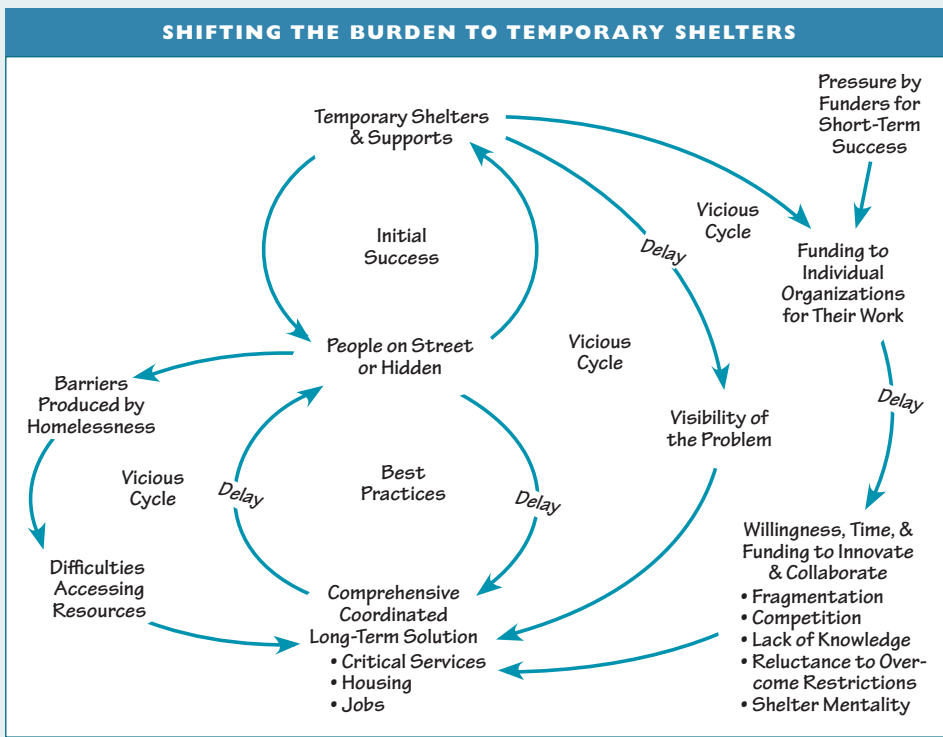 SHIFTING THE BURDEN TO TEMPORARY SHELTERS
Pressure by
Funders for
Short-Term
Success
Temporary Shelters
& Supports
Vicious
Cycle
Initial
Success
Delay
Funding to
Individual
Organizations
for Their Work
People on Street
or Hidden
Vicious
Cycle
Barriers
Produced by
Homelessness
Delay
Visibility of
the Problem
Vicious
Cycle
Delay
Best
Practices
Delay
Willingness, Time, &
Funding to Innovate
& Collaborate
• Fragmentation
• Competition
• Lack of Knowledge
• Reluctance to Over-
come Restrictions
• Shelter Mentality
Difficulties
Accessing
Resources
Comprehensive
Coordinated
Long-Term Solution
• Critical Services
• Housing
• Jobs